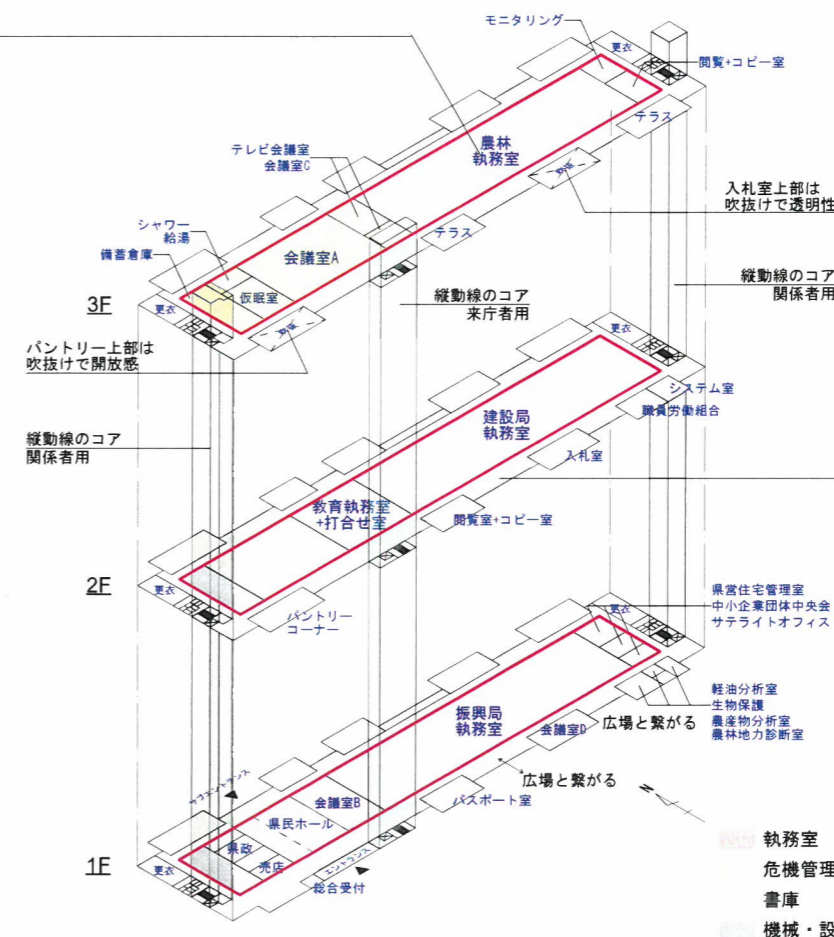 モニタリング
更衣
閲覧+コピー室
テラス
農林
執務室
テレビ会議室
会議室C
入札室上部は
吹抜けで透明性
シャワー
給湯
備蓄倉庫
会議室A
テラス
仮眠室
3F
縦動線のコア
来庁者用
縦動線のコア
関係者用
更衣
パントリー上部は
吹抜けで開放感
更衣
システム室
職員労働組合
建設局
執務室
縦動線のコア
関係者用
入札室
教育執務室
+打合せ室
閲覧室+コピー室
2F
更衣
パントリー
コーナー
県営住宅管理室
中小企業団体中央会
サテライトオフィス
更衣
軽油分析室
生物保護
農産物分析室
農林地力診断室
振興局
執務室
会議室D
広場と繋がる
広場と繋がる
サブエントランス
会議室B
パスポート室
N
県民ホール
県政
売店
1F
更衣
エントランス
総合受付
執務室
危機管理
書庫
機械・設